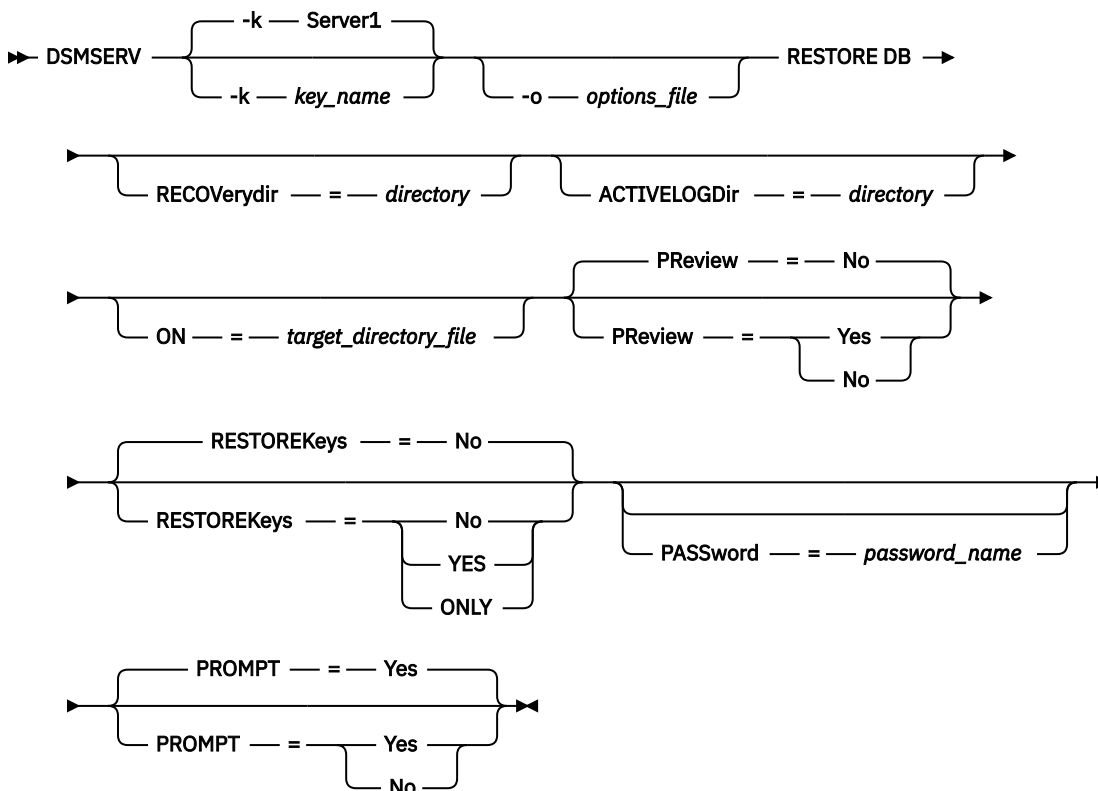 -k Server1
DSMSERV RESTORE DB
-k key_name -o options_file
RECOVerydir = directory ACTIVELOGDir = directory
PReview = No
ON = target_directory_file PReview = Yes
No
RESTOREKeys = No
RESTOREKeys = No
YES
PASSword = password_name
ONLY
PROMPT = Yes
PROMPT = Yes
No